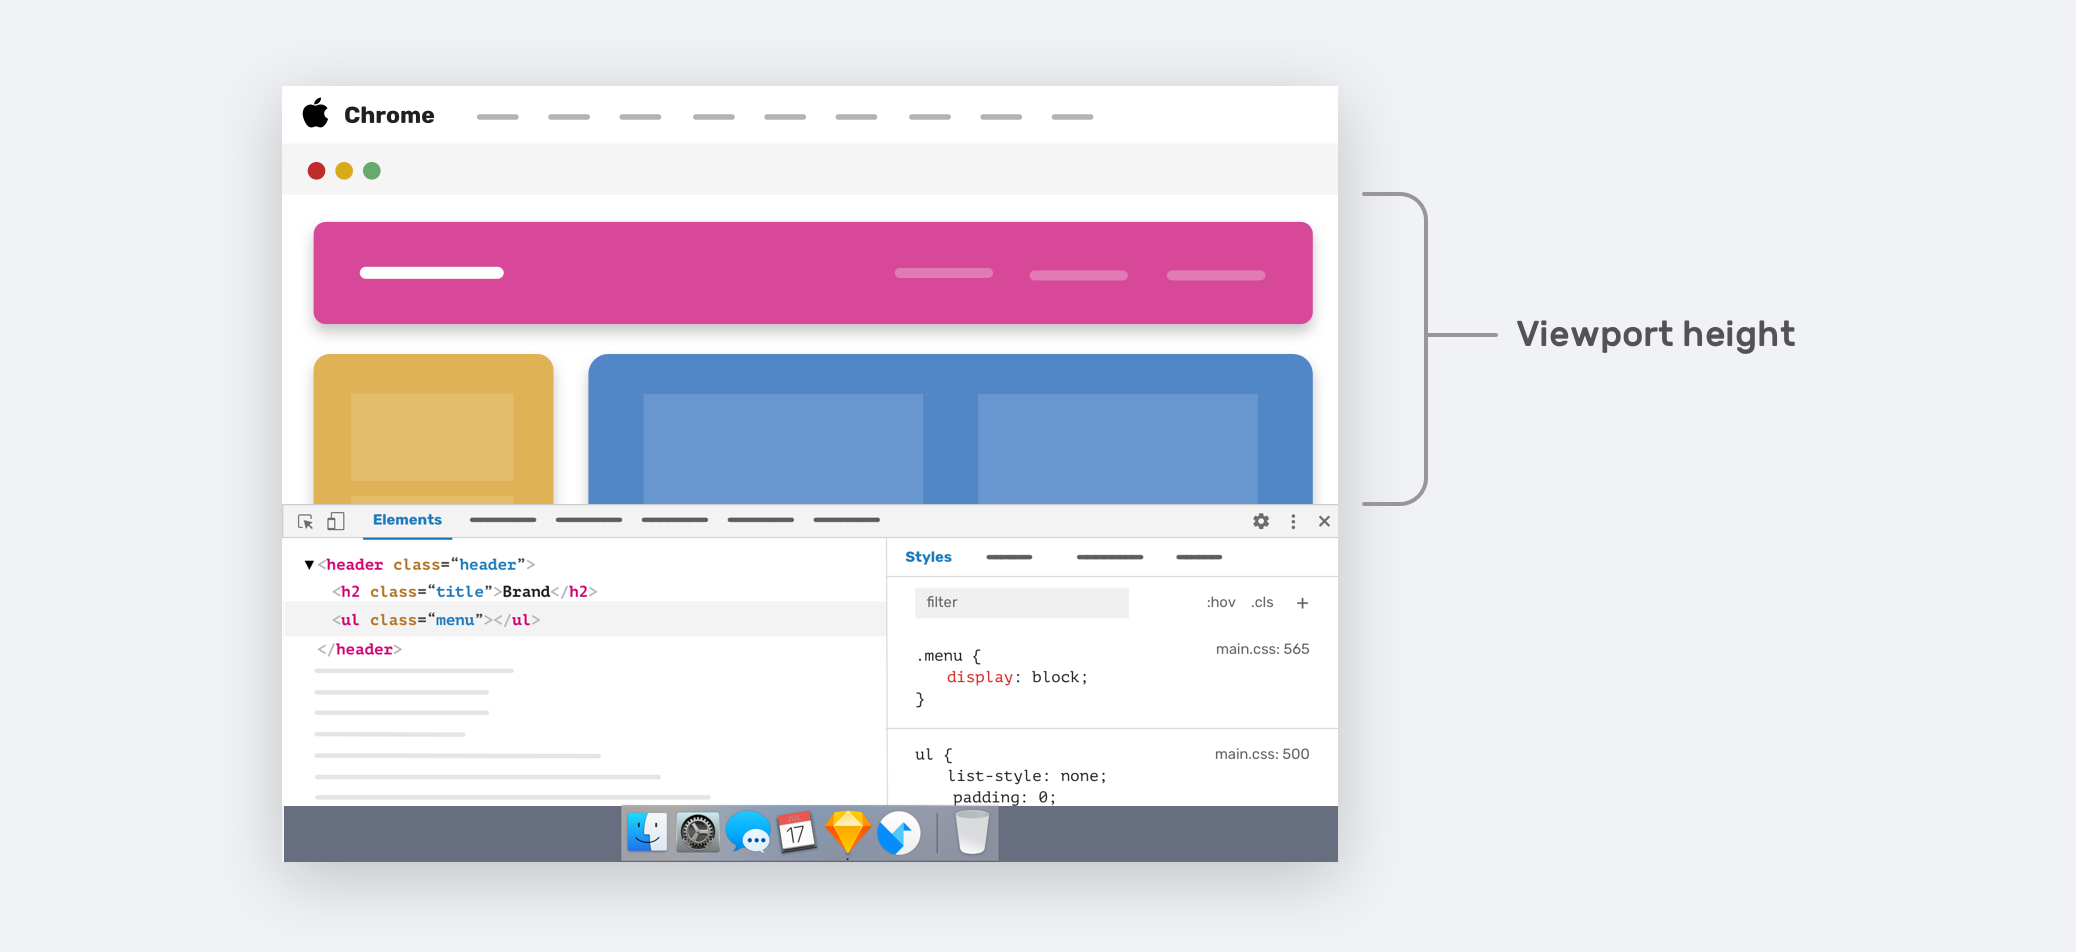 Chrome
Viewport height
Elements
<header class=“header”>
<h2 class=“title”>Brand</h2>
<ul class=“menu”></ul>
</header>
Styles
filter :hov .cls +
.menu { main.css: 565
display: block;
}
ul { main.css: 500
list-style: none;
padding: 0;
JUL
17